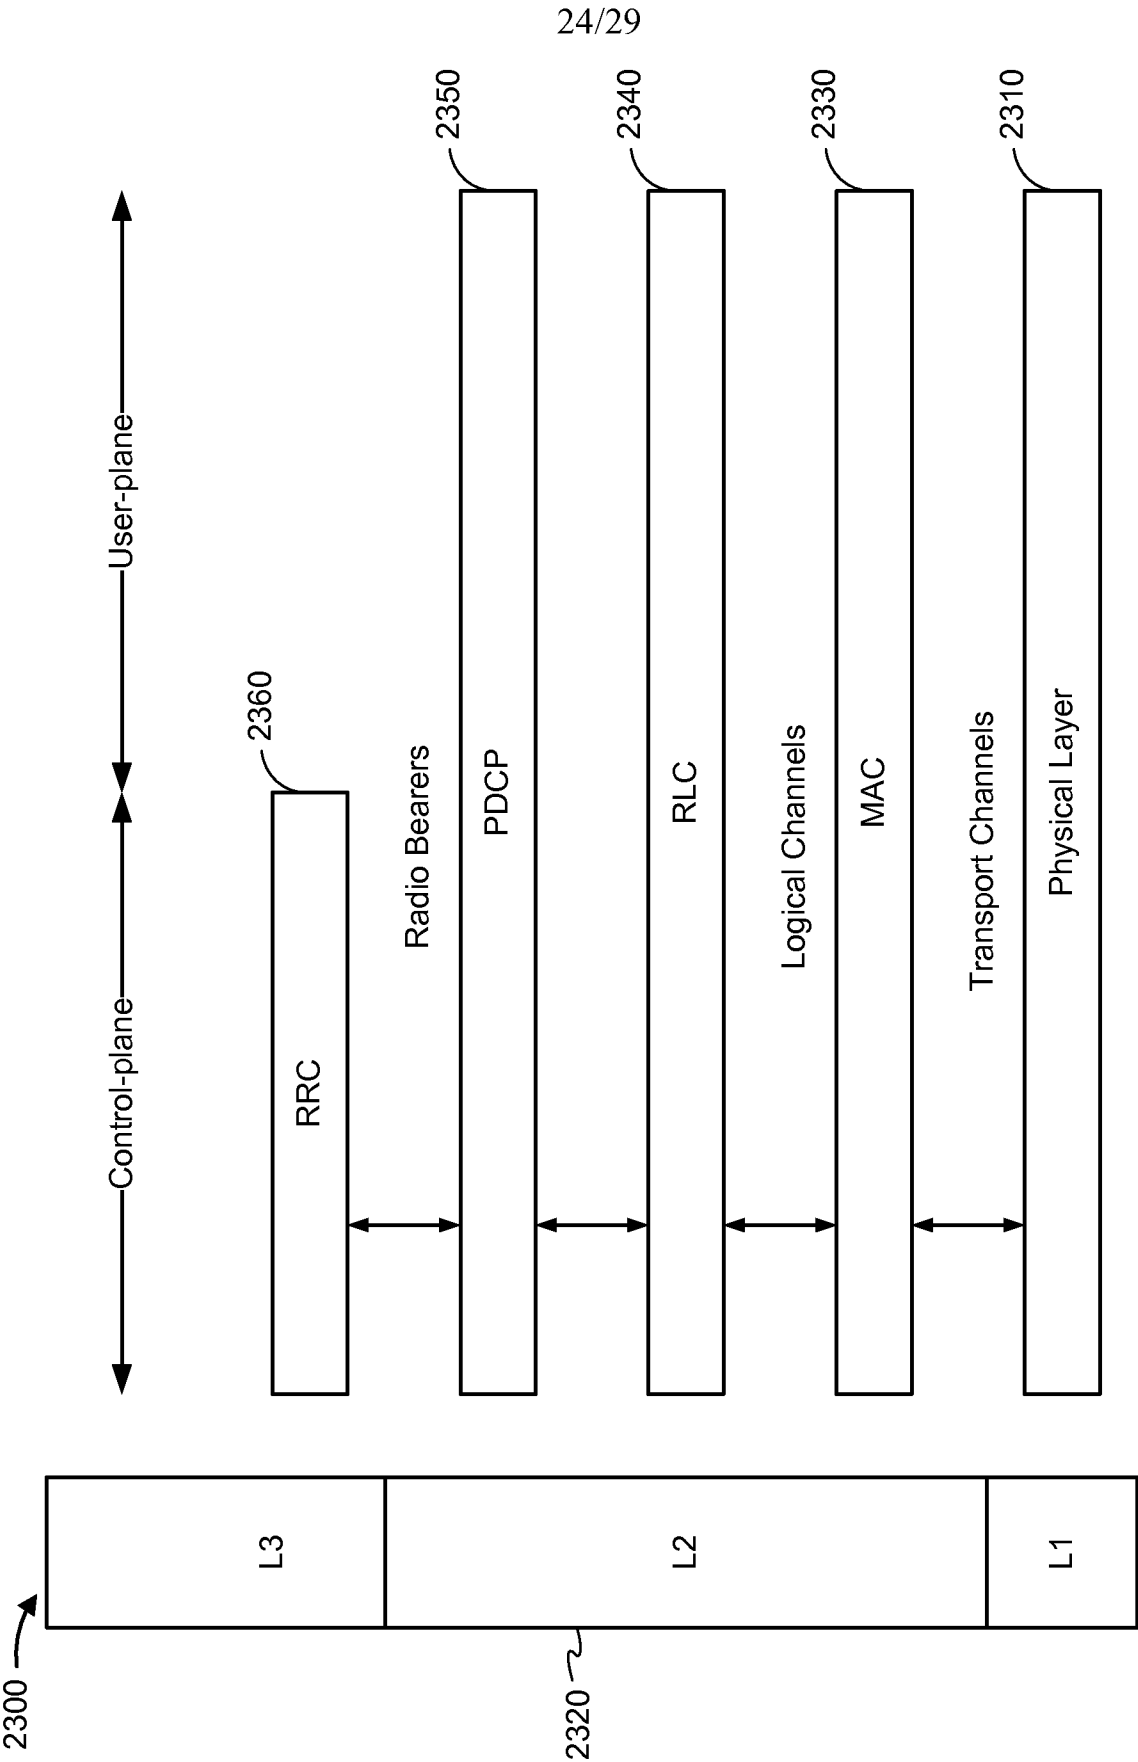 24/29
2300
Control-plane
User-plane
L3
RRC
2360
Radio Bearers
2320
L2
PDCP
2350
RLC
2340
Logical Channels
MAC
2330
Transport Channels
L1
Physical Layer
2310